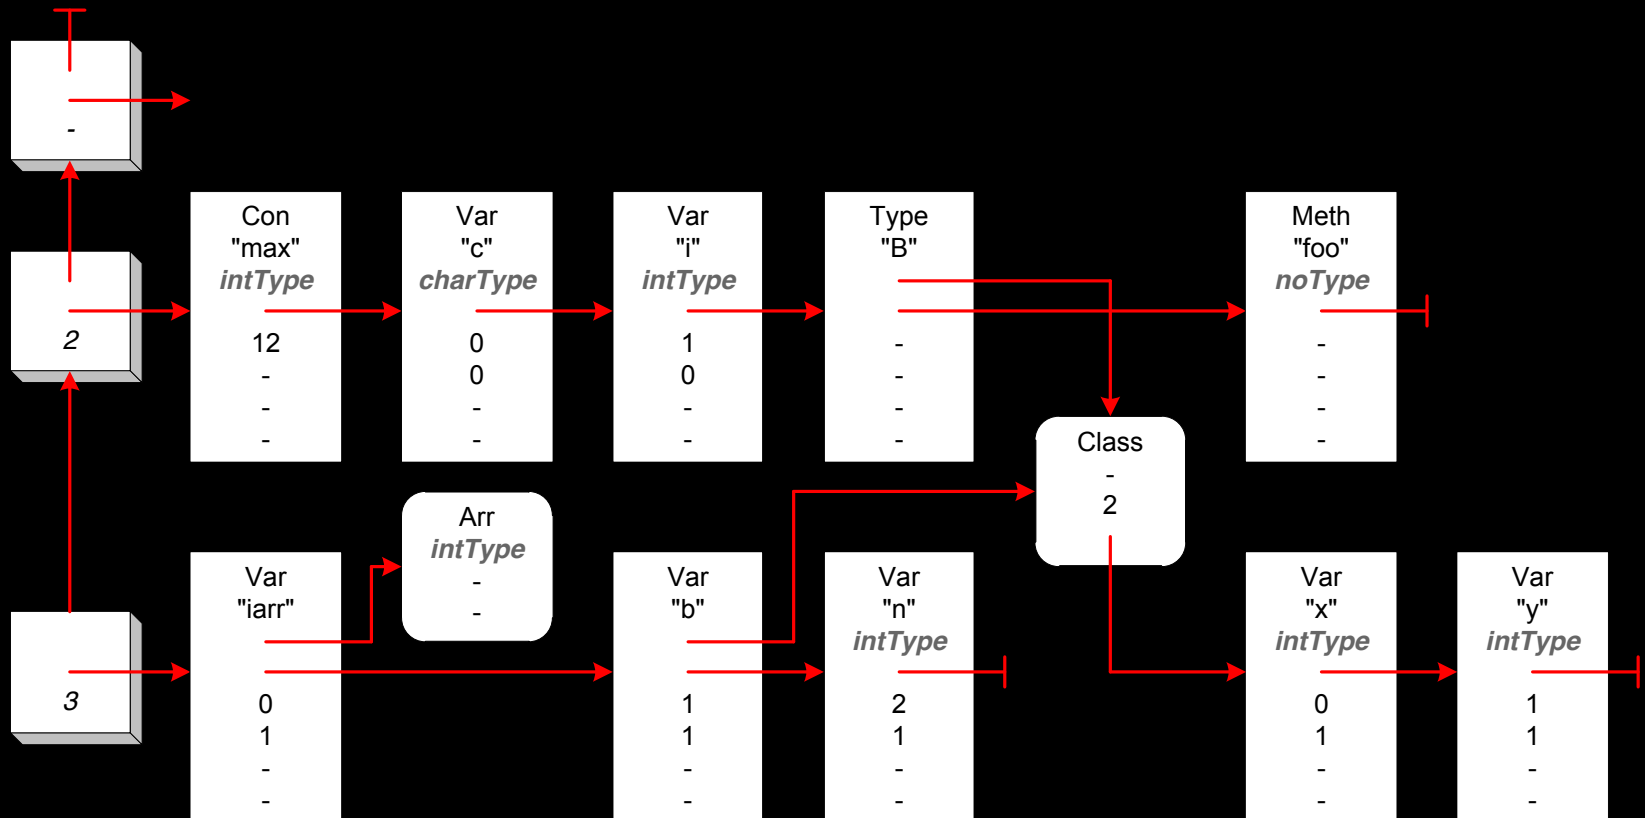 -
2
Con
"max"
intType
12
-
-
-
Var
"c"
charType
0
0
-
-
Var
"i"
intType
1
0
-
-
Type
"B"
-
-
-
-
Meth
"foo"
noType
-
-
-
-
Class
-
2
Arr
intType
-
-
3
Var
"iarr"
0
1
-
-
Var
"b"
1
1
-
-
Var
"n"
intType
2
1
-
-
Var
"x"
intType
0
1
-
-
Var
"y"
intType
1
1
-
-